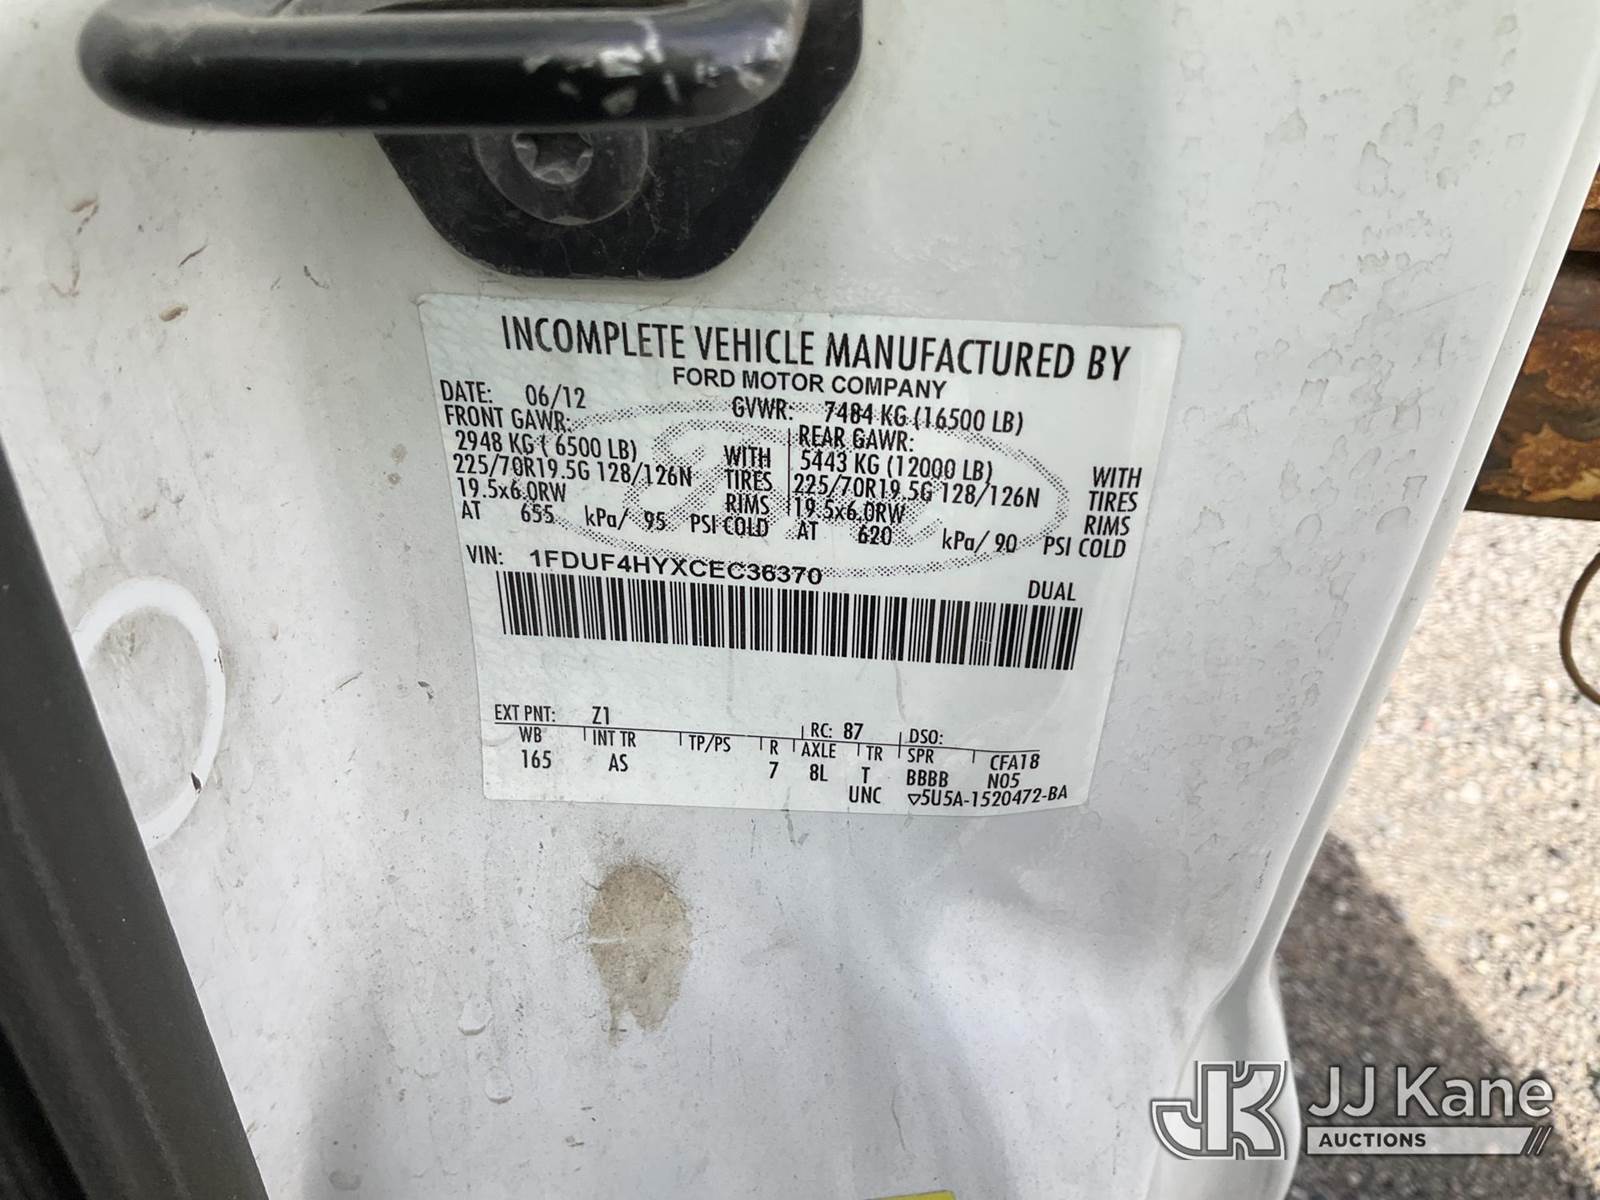 INCOMPLETE VEHICLE MANUFACTURED BY
FORD MOTOR COMPANY
DATE: 06/12 GVWR: 7484 KG (16500 LB)
FRONT GAWR: REAR GAWR:
2948 KG ( 6500 LB) WITH 5443 KG (12000 LB) WITH
225/70R19.5G 128/126N TIRES 225/70R19.5G 128/126N TIRES
19.5x6.0RW RIMS 19.5x6.0RW RIMS
AT 655 kPa/ 95 PSI COLD AT 620 kPa/ 90 PSI COLD
VIN: 1FDUF4HYXCEC36370
DUAL
EXT PNT: Z1 RC: 87 DSO:
WB INT TR TP/PS R AXLE TR SPR CFA18
165 AS 7 8L T BBBB N05
UNC ▽5U5A-1520472-BA
JK JJ Kane
AUCTIONS